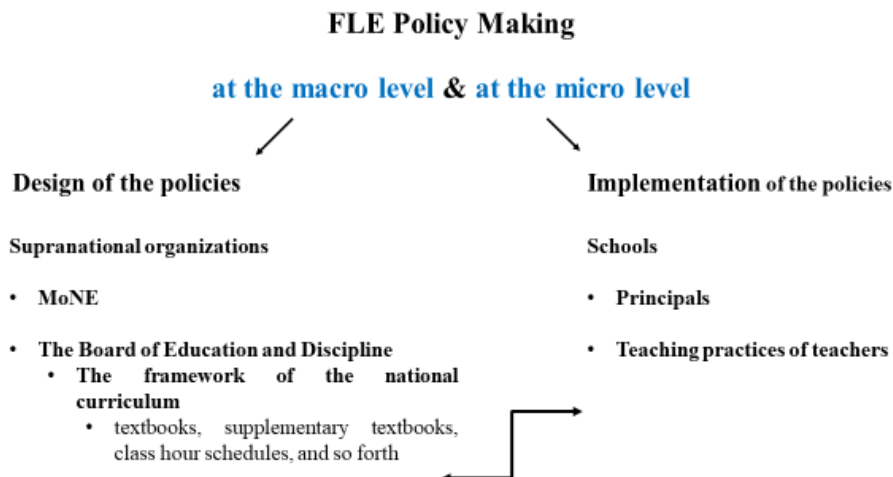 FLE Policy Making
at the macro level & at the micro level
Design of the policies
Supranational organizations
• MoNE
• The Board of Education and Discipline
• The framework of the national
curriculum
• textbooks, supplementary textbooks,
class hour schedules, and so forth
Implementation of the policies
Schools
• Principals
• Teaching practices of teachers